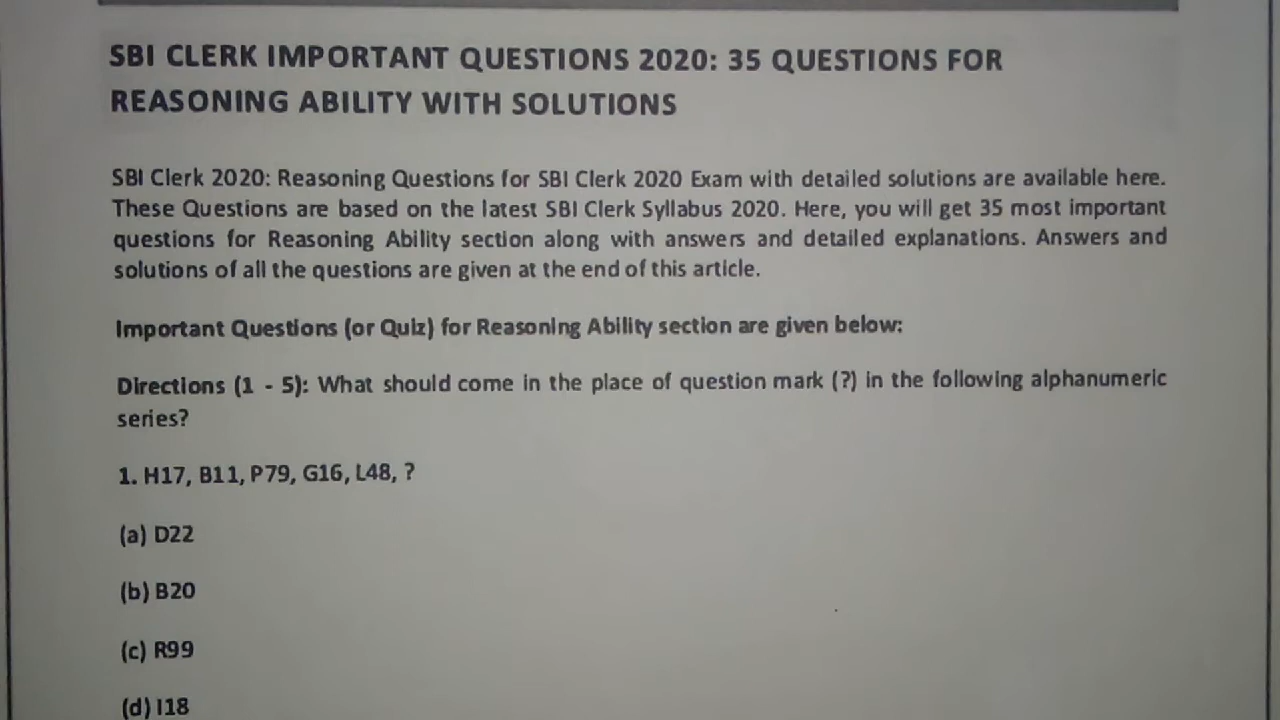 SBI CLERK IMPORTANT QUESTIONS 2020: 35 QUESTIONS FOR
REASONING ABILITY WITH SOLUTIONS
SBI Clerk 2020: Reasoning Questions for SBI Clerk 2020 Exam with detailed solutions are available here.
These Questions are based on the latest SBI Clerk Syllabus 2020. Here, you will get 35 most important
questions for Reasoning Ability section along with answers and detailed explanations. Answers and
solutions of all the questions are given at the end of this article.
Important Questions (or Quiz) for Reasoning Ability section are given below:
Directions (1 - 5): What should come in the place of question mark (?) in the following alphanumeric
series?
1. H17, B11, P79, G16, L48, ?
(a) D22
(b) B20
(c) R99
(d) I18